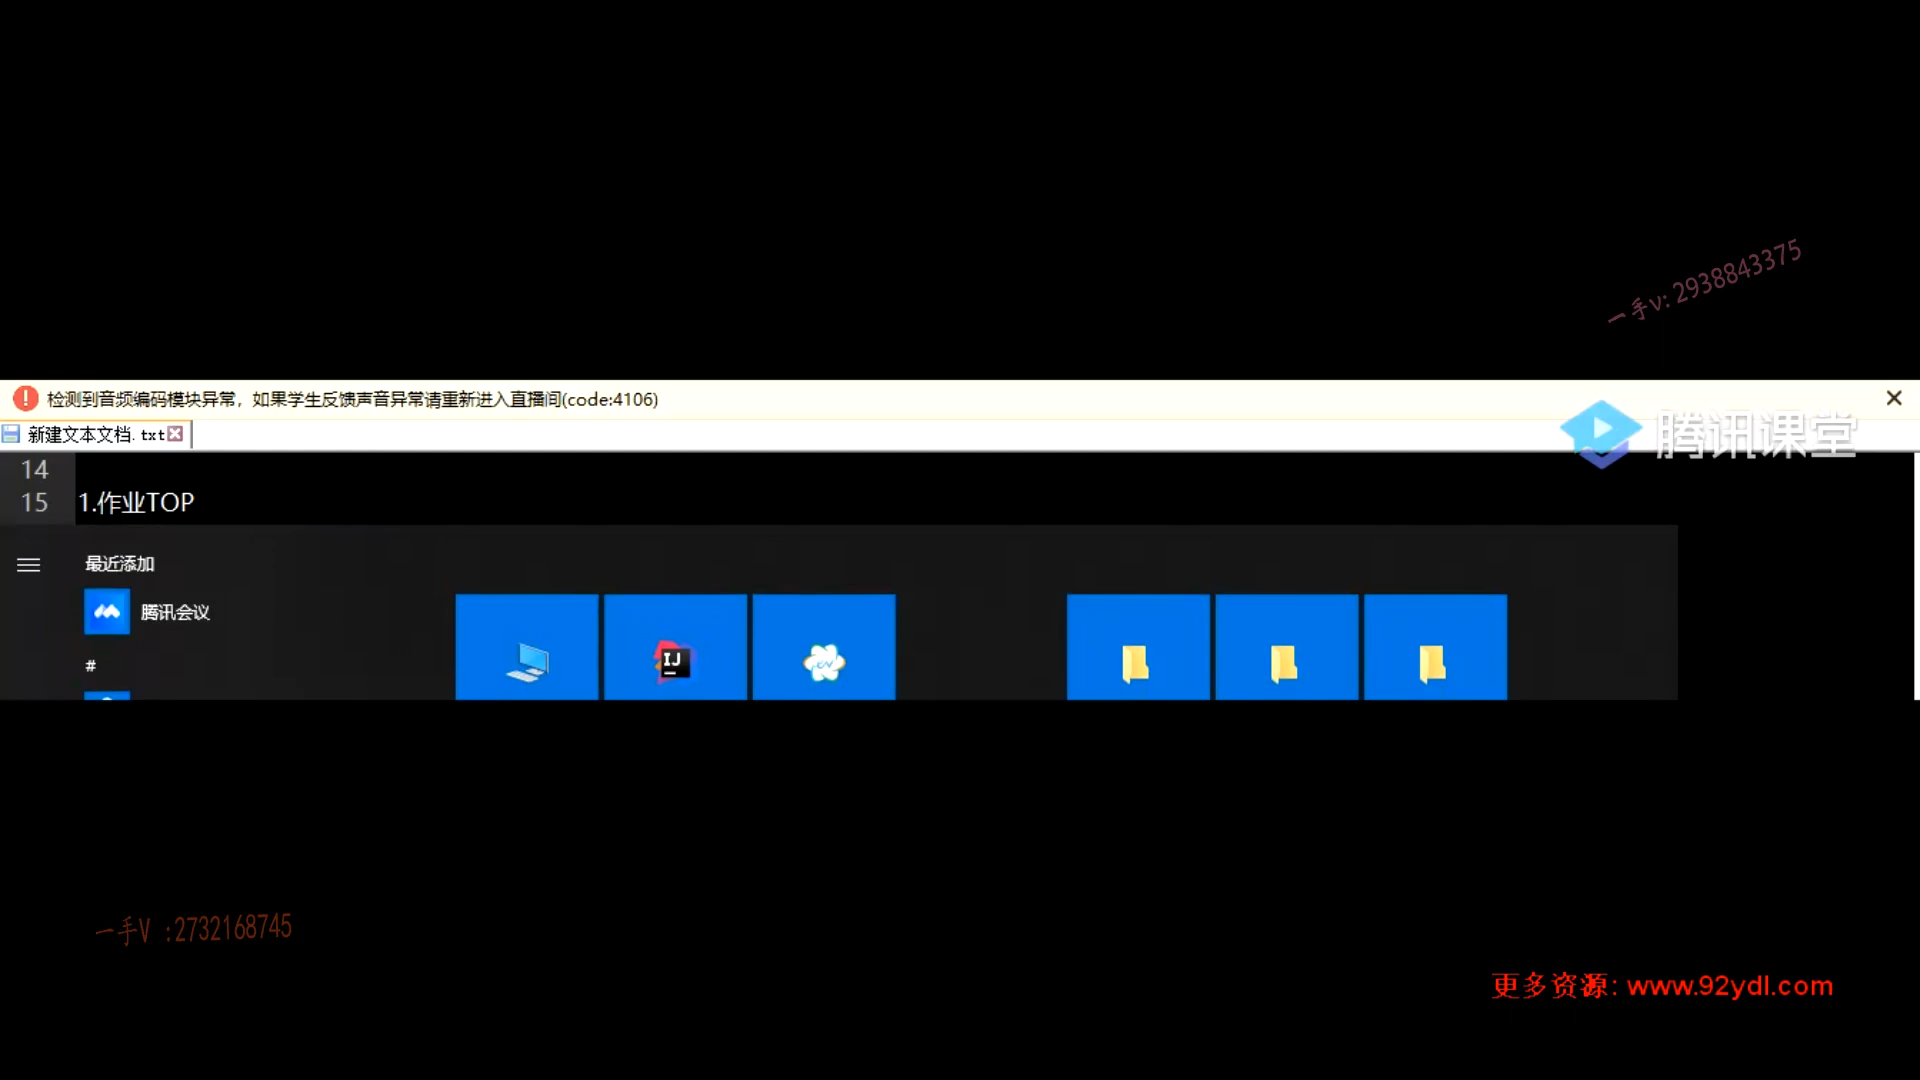 一手v: 2938843375
检测到音频编码模块异常，如果学生反馈声音异常请重新进入直播间(code:4106)
新建文本文档. txt
腾讯课堂
14
15 1.作业TOP
最近添加
腾讯会议
IJ
#
一手V :2732168745
更多资源: www.92ydl.com